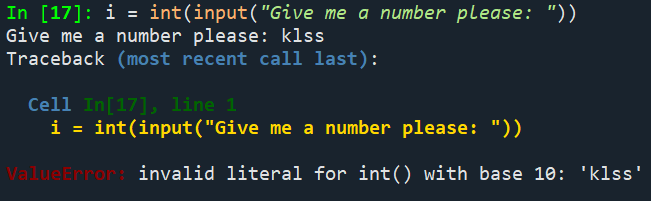 In [17]: i = int(input("Give me a number please: "))
Give me a number please: klss
Traceback (most recent call last):
Cell In[17], line 1
i = int(input("Give me a number please: "))
ValueError: invalid literal for int() with base 10: 'klss'